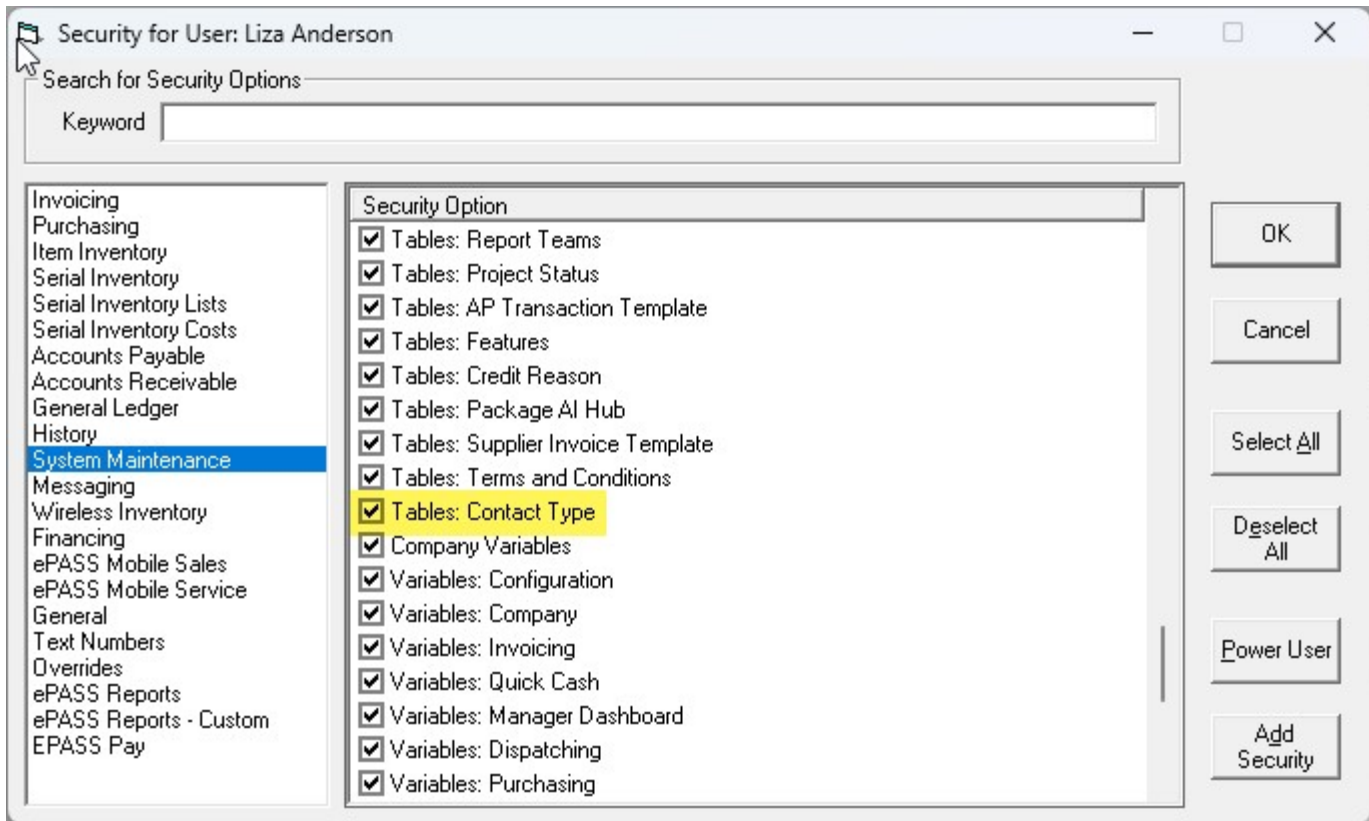 Security for User: Liza Anderson
Search for Security Options
Keyword
Invoicing
Purchasing
Item Inventory
Serial Inventory
Serial Inventory Lists
Serial Inventory Costs
Accounts Payable
Accounts Receivable
General Ledger
History
System Maintenance
Messaging
Wireless Inventory
Financing
ePASS Mobile Sales
ePASS Mobile Service
General
Text Numbers
Overrides
ePASS Reports
ePASS Reports - Custom
EPASS Pay
Security Option
Tables: Report Teams
Tables: Project Status
Tables: AP Transaction Template
Tables: Features
Tables: Credit Reason
Tables: Package AI Hub
Tables: Supplier Invoice Template
Tables: Terms and Conditions
Tables: Contact Type
Company Variables
Variables: Configuration
Variables: Company
Variables: Invoicing
Variables: Quick Cash
Variables: Manager Dashboard
Variables: Dispatching
Variables: Purchasing
OK
Cancel
Select All
Deselect
All
Power User
Add
Security